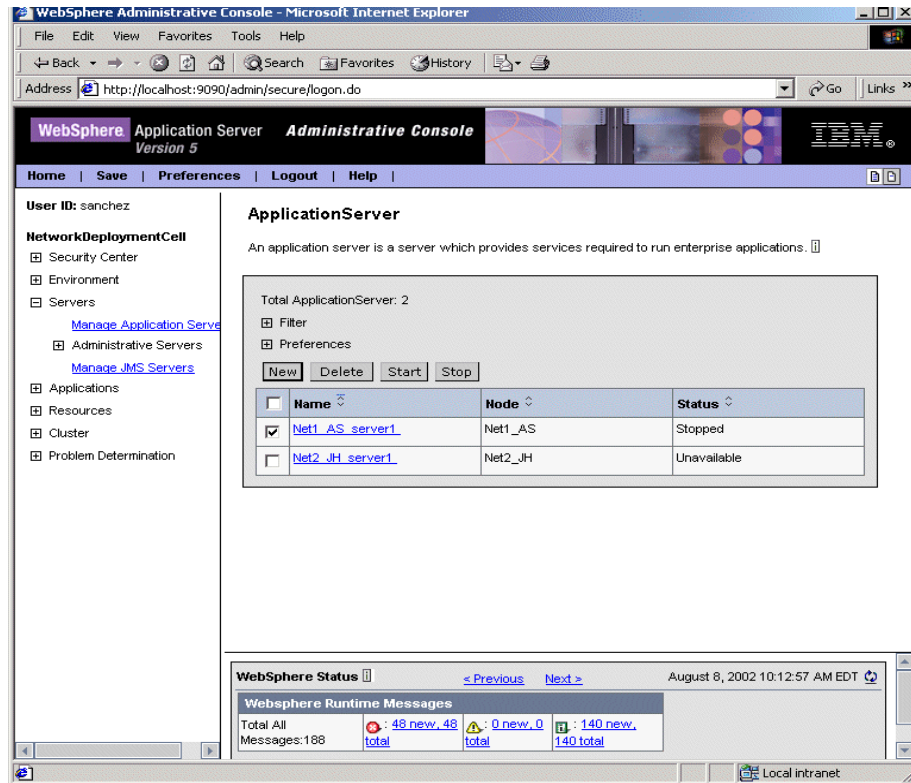 WebSphere Administrative Console - Microsoft Internet Explorer
File Edit View Favorites Tools Help
Back Search Favorites History
Address http://localhost:9090/admin/secure/logon.do Go Links »
WebSphere Application Server Administrative Console
Version 5
IBM®
Home | Save | Preferences | Logout | Help |
User ID: sanchez
NetworkDeploymentCell
Security Center
Environment
Servers
Manage Application Serve
Administrative Servers
Manage JMS Servers
Applications
Resources
Cluster
Problem Determination
ApplicationServer
An application server is a server which provides services required to run enterprise applications. i
Total ApplicationServer: 2
Filter
Preferences
New Delete Start Stop
Name Node Status
Net1_AS_server1 Net1_AS Stopped
Net2_JH_server1 Net2_JH Unavailable
WebSphere Status i < Previous Next > August 8, 2002 10:12:57 AM EDT
Websphere Runtime Messages
Total All : 48 new, 48 : 0 new, 0 : 140 new,
Messages:188 total total 140 total
Local intranet